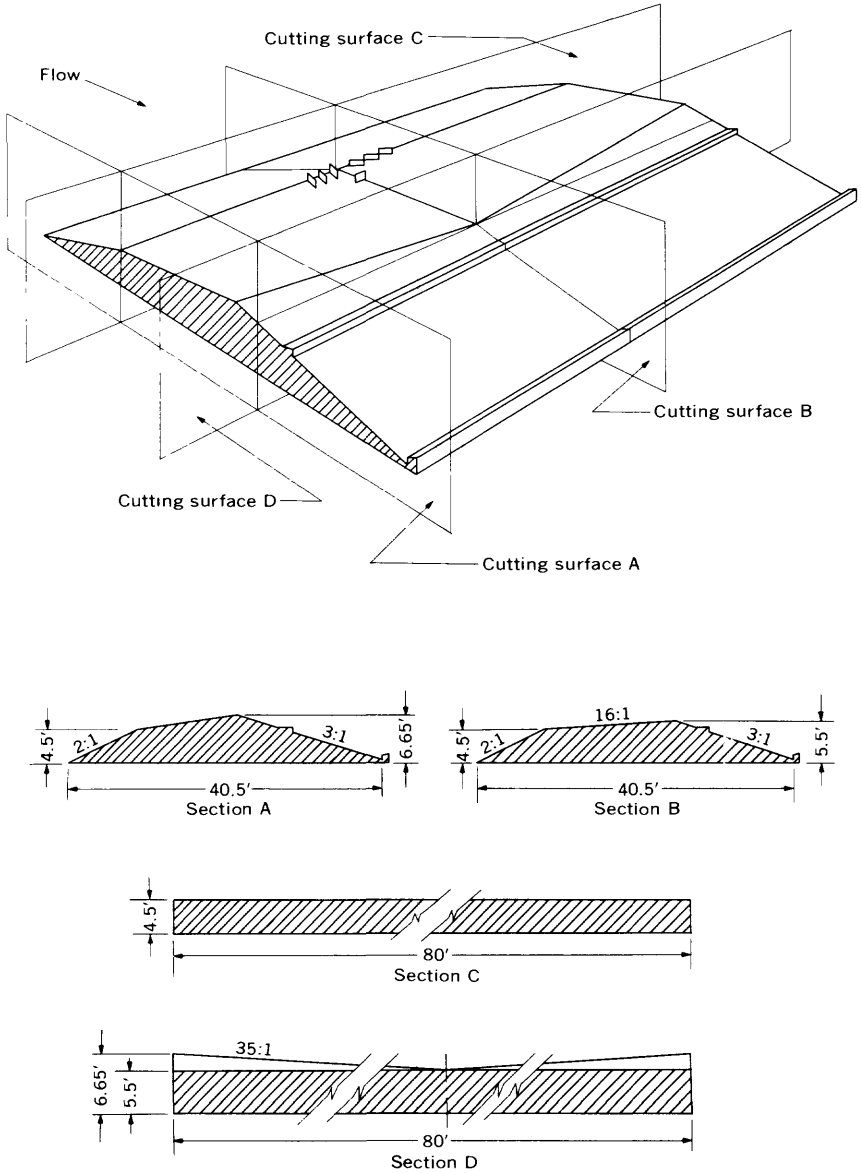 Cutting surface C
Flow
Cutting surface B
Cutting surface D
Cutting surface A
4.5′
2:1
3:1
6.65′
40.5′
Section A
4.5′
2:1
16:1
3:1
5.5′
40.5′
Section B
4.5′
80′
Section C
35:1
6.65′
5.5′
80′
Section D